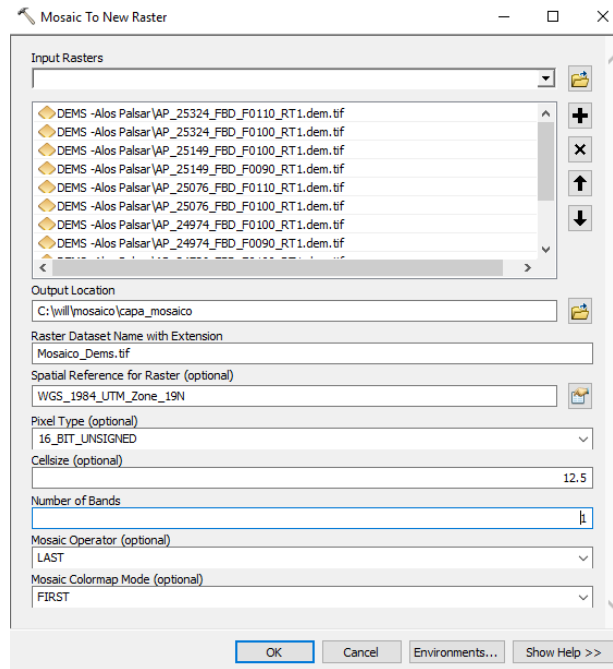 Mosaic To New Raster
Input Rasters
DEMS -Alos Palsar\AP_25324_FBD_F0110_RT1.dem.tif
DEMS -Alos Palsar\AP_25324_FBD_F0100_RT1.dem.tif
DEMS -Alos Palsar\AP_25149_FBD_F0100_RT1.dem.tif
DEMS -Alos Palsar\AP_25149_FBD_F0090_RT1.dem.tif
DEMS -Alos Palsar\AP_25076_FBD_F0110_RT1.dem.tif
DEMS -Alos Palsar\AP_25076_FBD_F0100_RT1.dem.tif
DEMS -Alos Palsar\AP_24974_FBD_F0100_RT1.dem.tif
DEMS -Alos Palsar\AP_24974_FBD_F0090_RT1.dem.tif
Output Location
C:\will\mosaico\capa_mosaico
Raster Dataset Name with Extension
Mosaico_Dems.tif
Spatial Reference for Raster (optional)
WGS_1984_UTM_Zone_19N
Pixel Type (optional)
16_BIT_UNSIGNED
Cellsize (optional)
12.5
Number of Bands
1
Mosaic Operator (optional)
LAST
Mosaic Colormap Mode (optional)
FIRST
OK Cancel Environments... Show Help >>